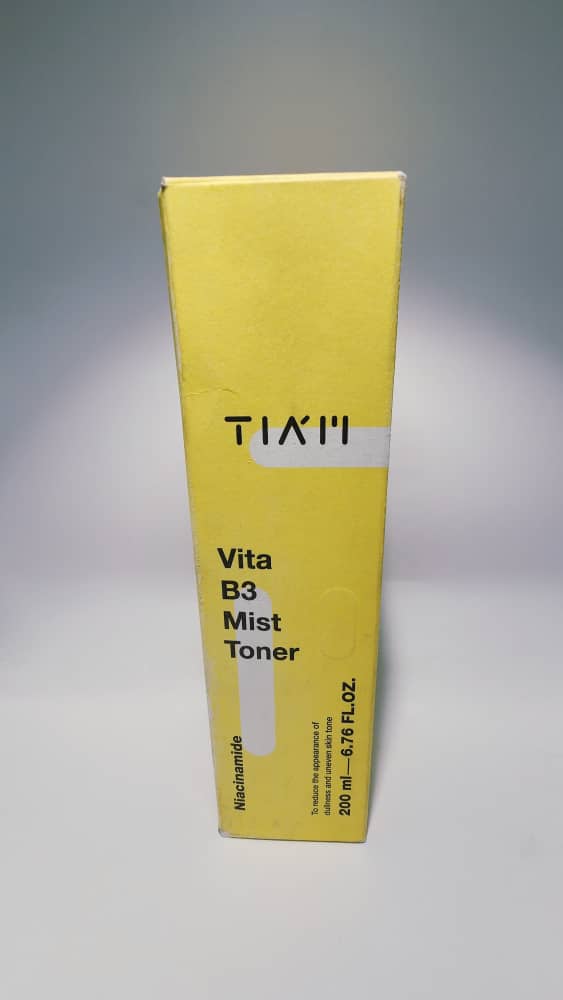 TIAM
Vita
B3
Mist
Toner
Niacinamide
To reduce the appearance of
dullness and uneven skin tone
200 ml—6.76 FL.OZ.